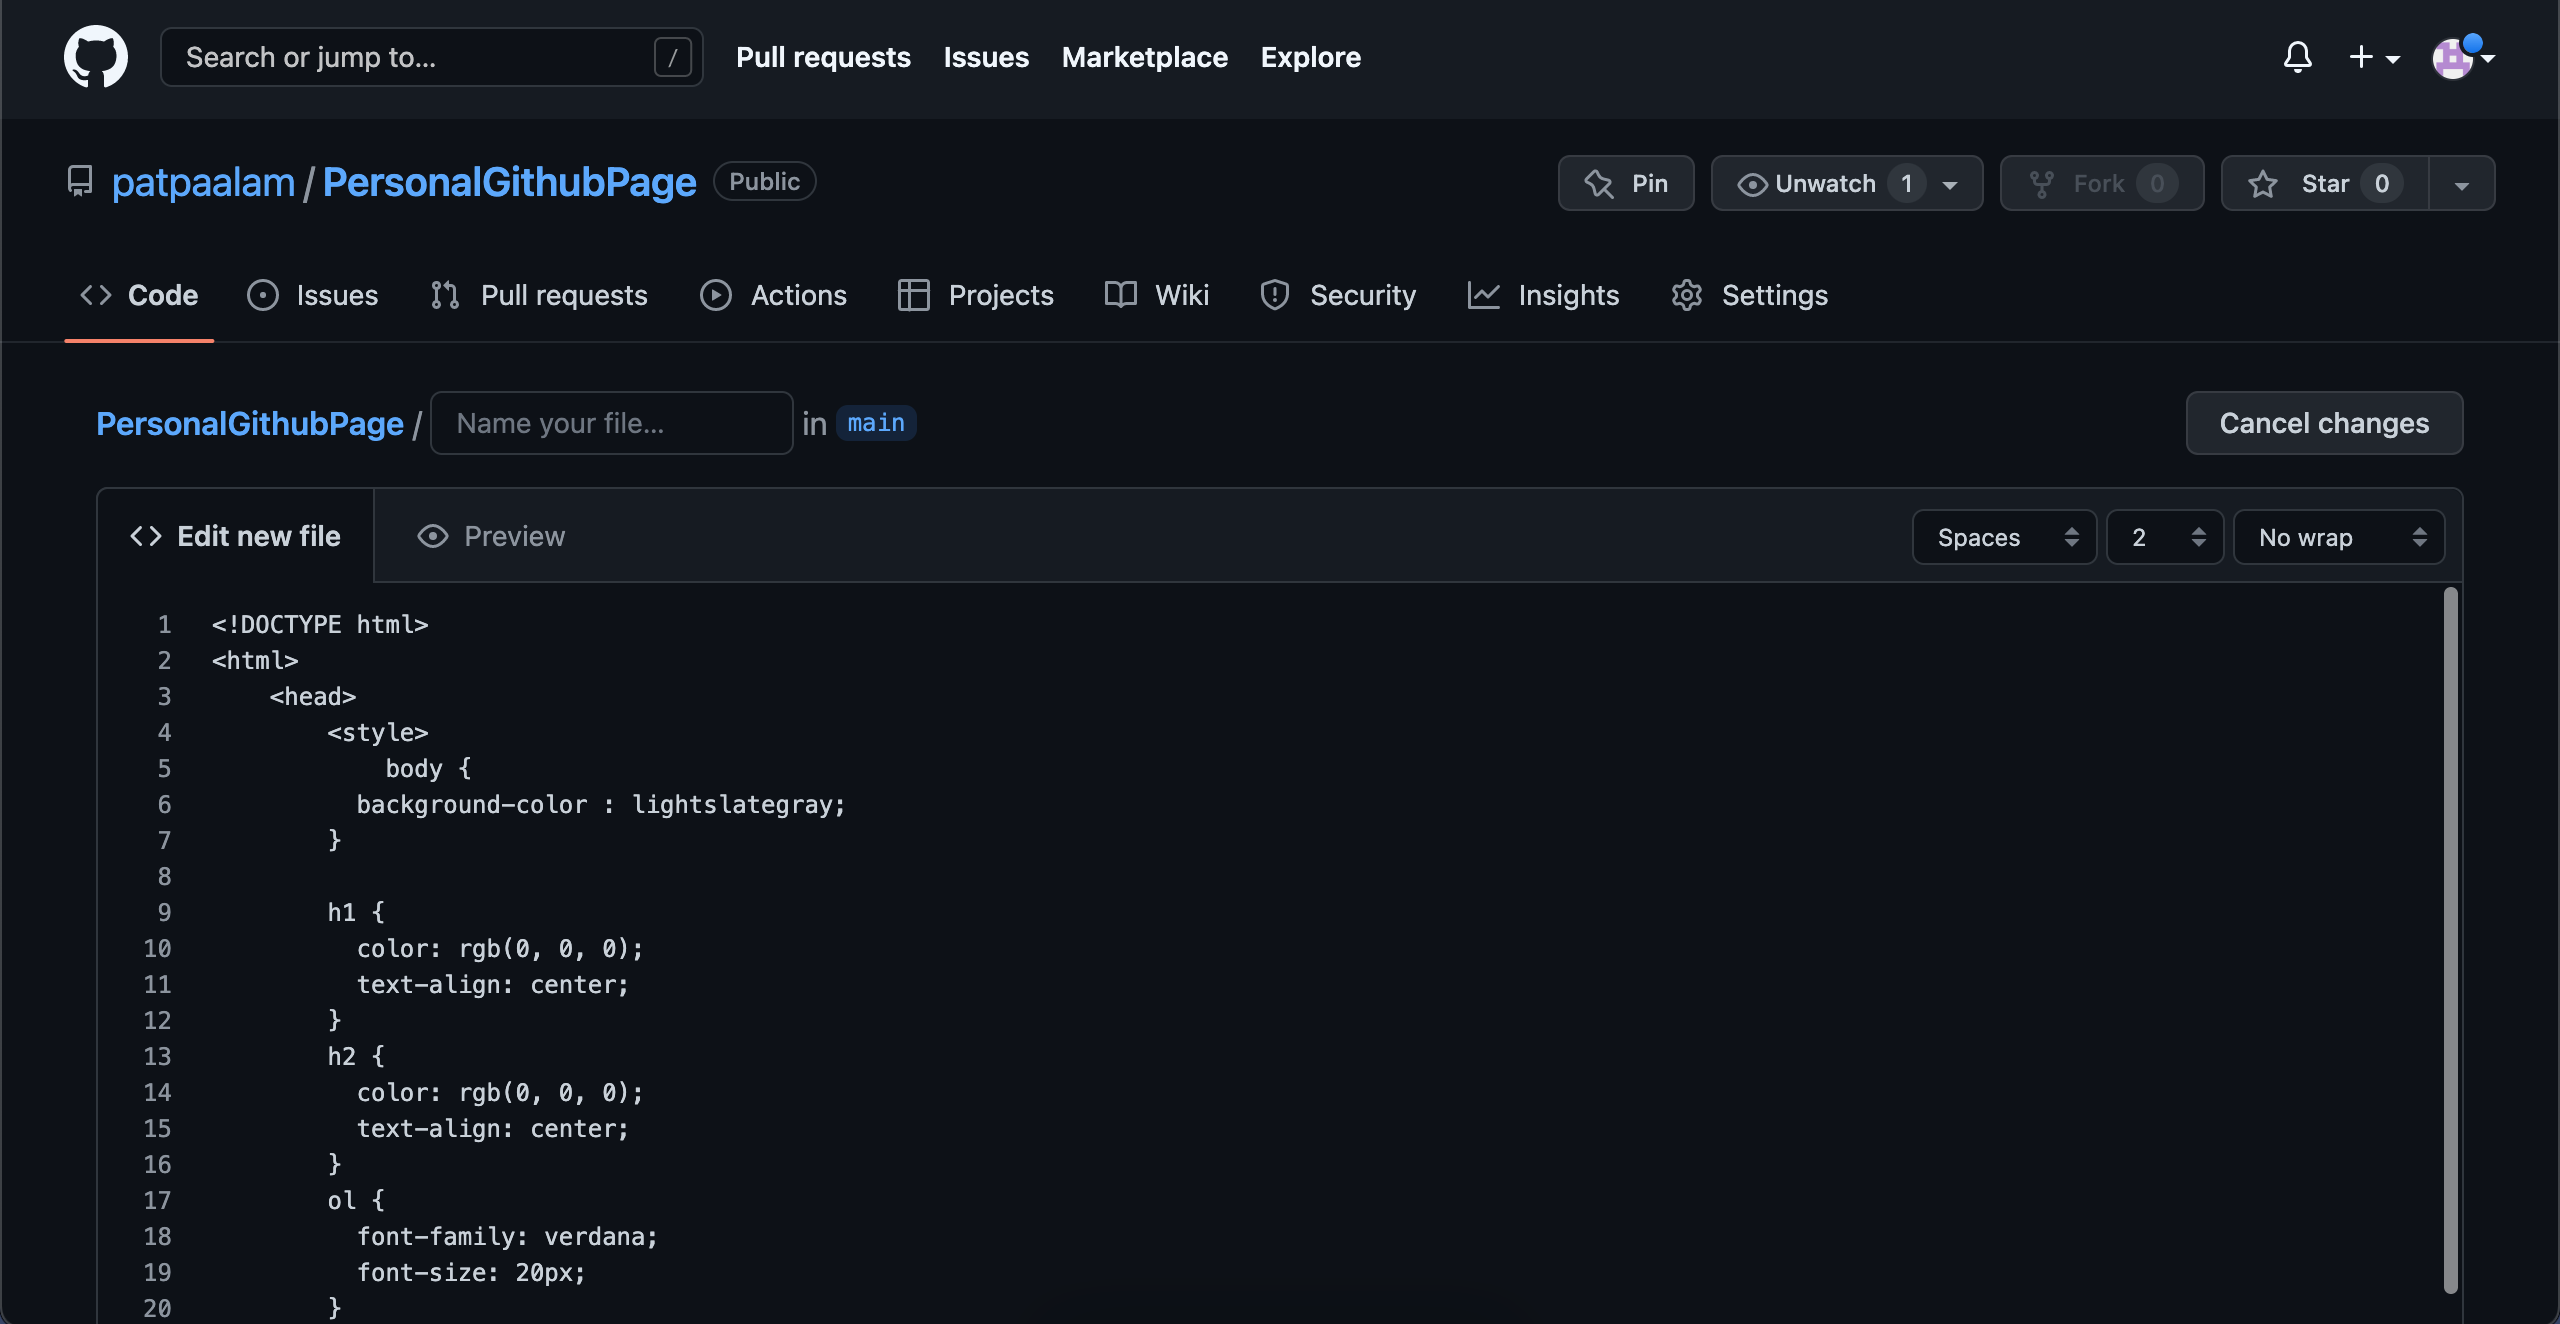 Search or jump to... / Pull requests Issues Marketplace Explore
patpaalam / PersonalGithubPage Public Pin Unwatch 1 Fork 0 Star 0
Code Issues Pull requests Actions Projects Wiki Security Insights Settings
PersonalGithubPage / Name your file... in main Cancel changes
Edit new file Preview Spaces 2 No wrap
1 <!DOCTYPE html>
2 <html>
3 <head>
4 <style>
5 body {
6 background-color : lightslategray;
7 }
8
9 h1 {
10 color: rgb(0, 0, 0);
11 text-align: center;
12 }
13 h2 {
14 color: rgb(0, 0, 0);
15 text-align: center;
16 }
17 ol {
18 font-family: verdana;
19 font-size: 20px;
20 }